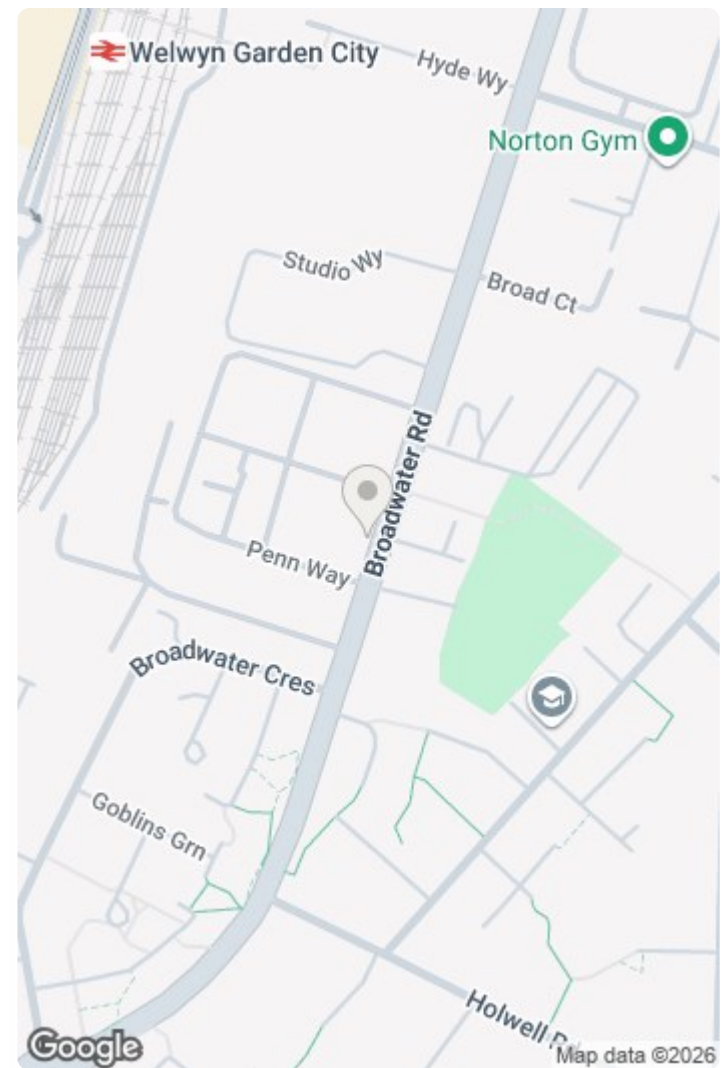 Welwyn Garden City
Hyde Wy
Norton Gym
Studio Wy
Broad Ct
Broadwater Rd
Penn Way
Broadwater Cres
Goblins Grn
Holwell Rd
Google
Map data ©2026